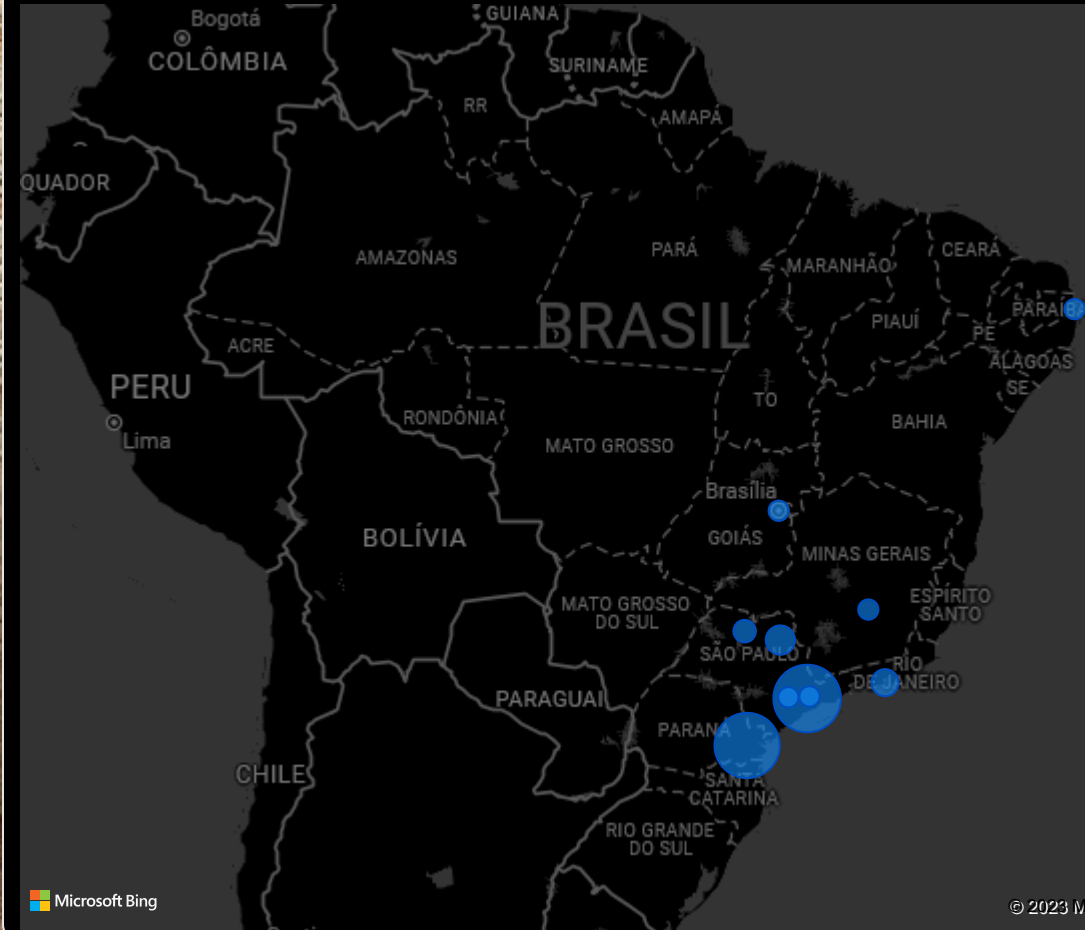 Bogotá
GUIANA
COLÔMBIA
SURINAME
RR
AMAPÁ
QUADOR
AMAZONAS
PARÁ
MARANHÃO
CEARÁ
BRASIL
PIAUÍ
PARAÍBA
PE
ACRE
ALAGOAS
SE
PERU
TO
RONDÔNIA
BAHIA
Lima
MATO GROSSO
Brasília
BOLÍVIA
GOIÁS
MINAS GERAIS
MATO GROSSO
DO SUL
ESPÍRITO
SANTO
SÃO PAULO
RIO
DE JANEIRO
PARAGUAI
PARANÁ
CHILE
SANTA
CATARINA
RIO GRANDE
DO SUL
Microsoft Bing
© 2023 M